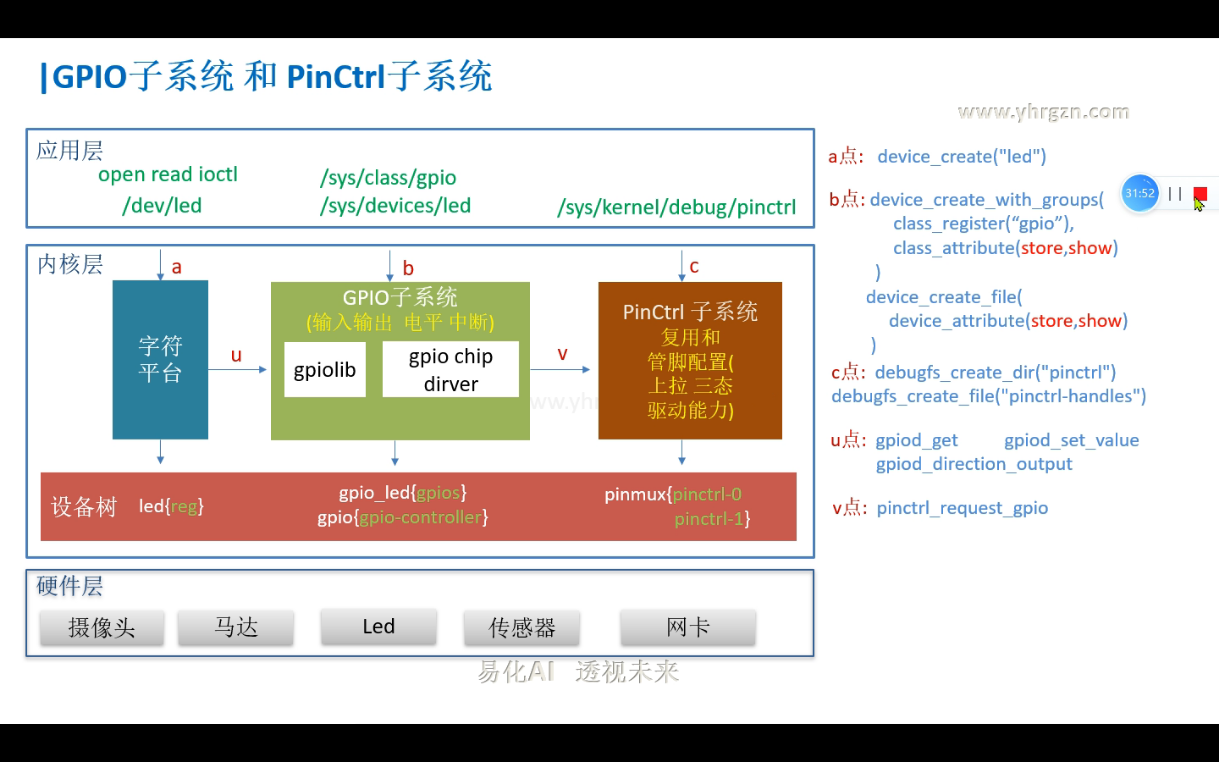 |GPIO子系统 和 PinCtrl子系统
www.yhrgzn.com
应用层
open read ioctl
/dev/led
/sys/class/gpio
/sys/devices/led
/sys/kernel/debug/pinctrl
内核层
a
b
c
字符
平台
u
GPIO子系统
(输入输出 电平 中断)
gpiolib
gpio chip
dirver
v
PinCtrl 子系统
复用和
管脚配置(
上拉 三态
驱动能力)
设备树
led{reg}
gpio_led{gpios}
gpio{gpio-controller}
pinmux{pinctrl-0
pinctrl-1}
硬件层
摄像头
马达
Led
传感器
网卡
易化AI 透视未来
a点: device_create("led")
b点: device_create_with_groups(
class_register(“gpio”),
class_attribute(store,show)
)
device_create_file(
device_attribute(store,show)
)
c点: debugfs_create_dir("pinctrl")
debugfs_create_file("pinctrl-handles")
u点: gpiod_get gpiod_set_value
gpiod_direction_output
v点: pinctrl_request_gpio
31:52